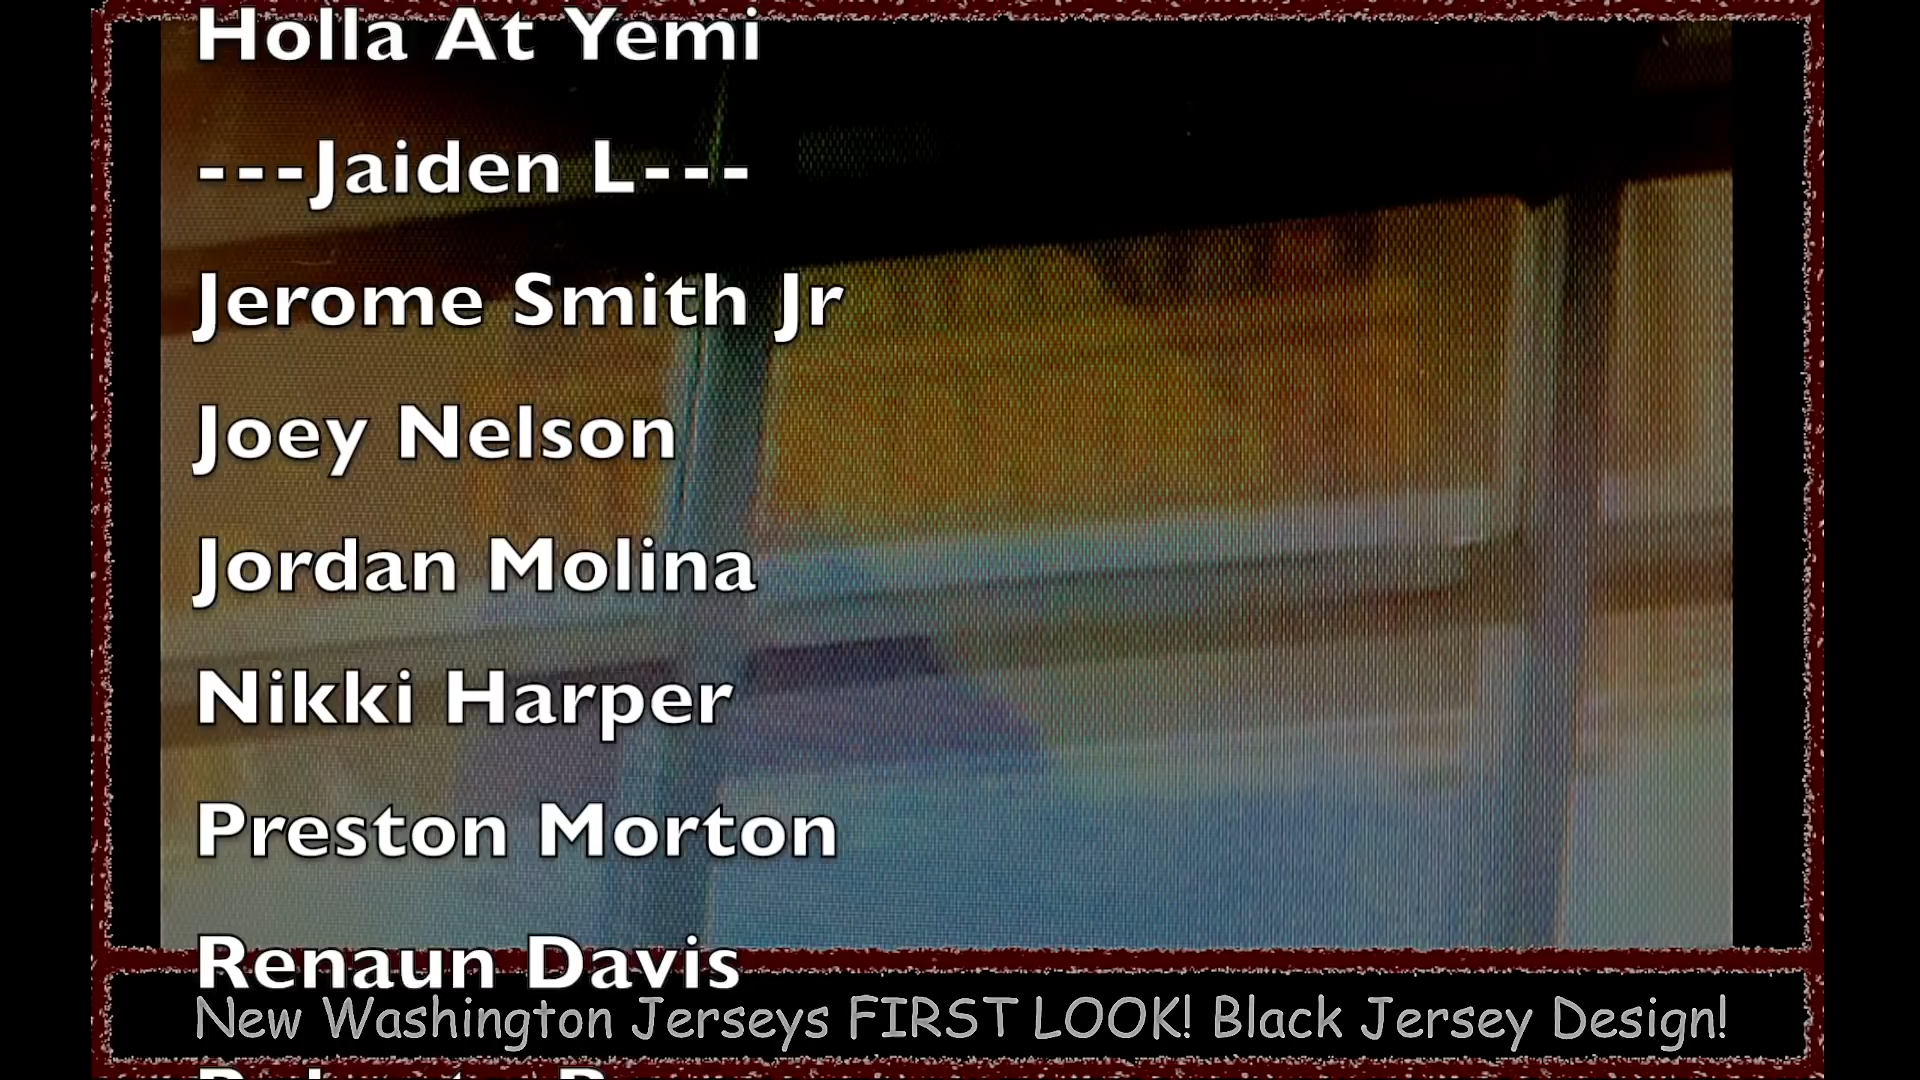 Holla At Yemi
---Jaiden L---
Jerome Smith Jr
Joey Nelson
Jordan Molina
Nikki Harper
Preston Morton
Renaun Davis
New Washington Jerseys FIRST LOOK! Black Jersey Design!